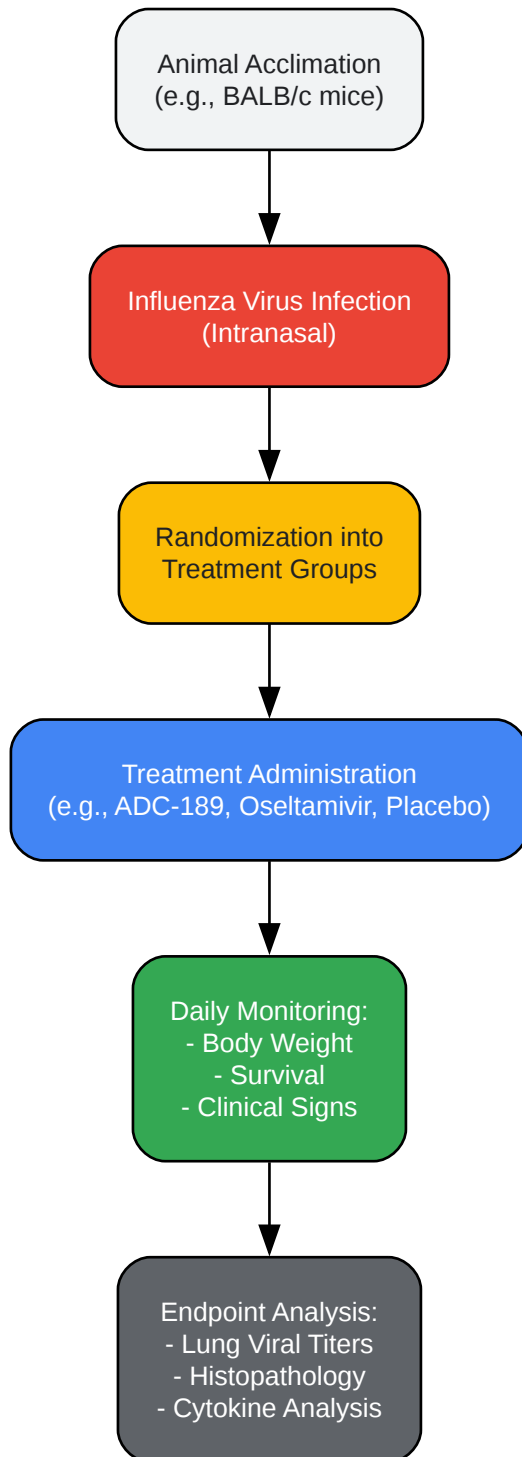 Animal Acclimation
(e.g., BALB/c mice)
Influenza Virus Infection
(Intranasal)
Randomization into
Treatment Groups
Treatment Administration
(e.g., ADC-189, Oseltamivir, Placebo)
Daily Monitoring:
- Body Weight
- Survival
- Clinical Signs
Endpoint Analysis:
- Lung Viral Titers
- Histopathology
- Cytokine Analysis